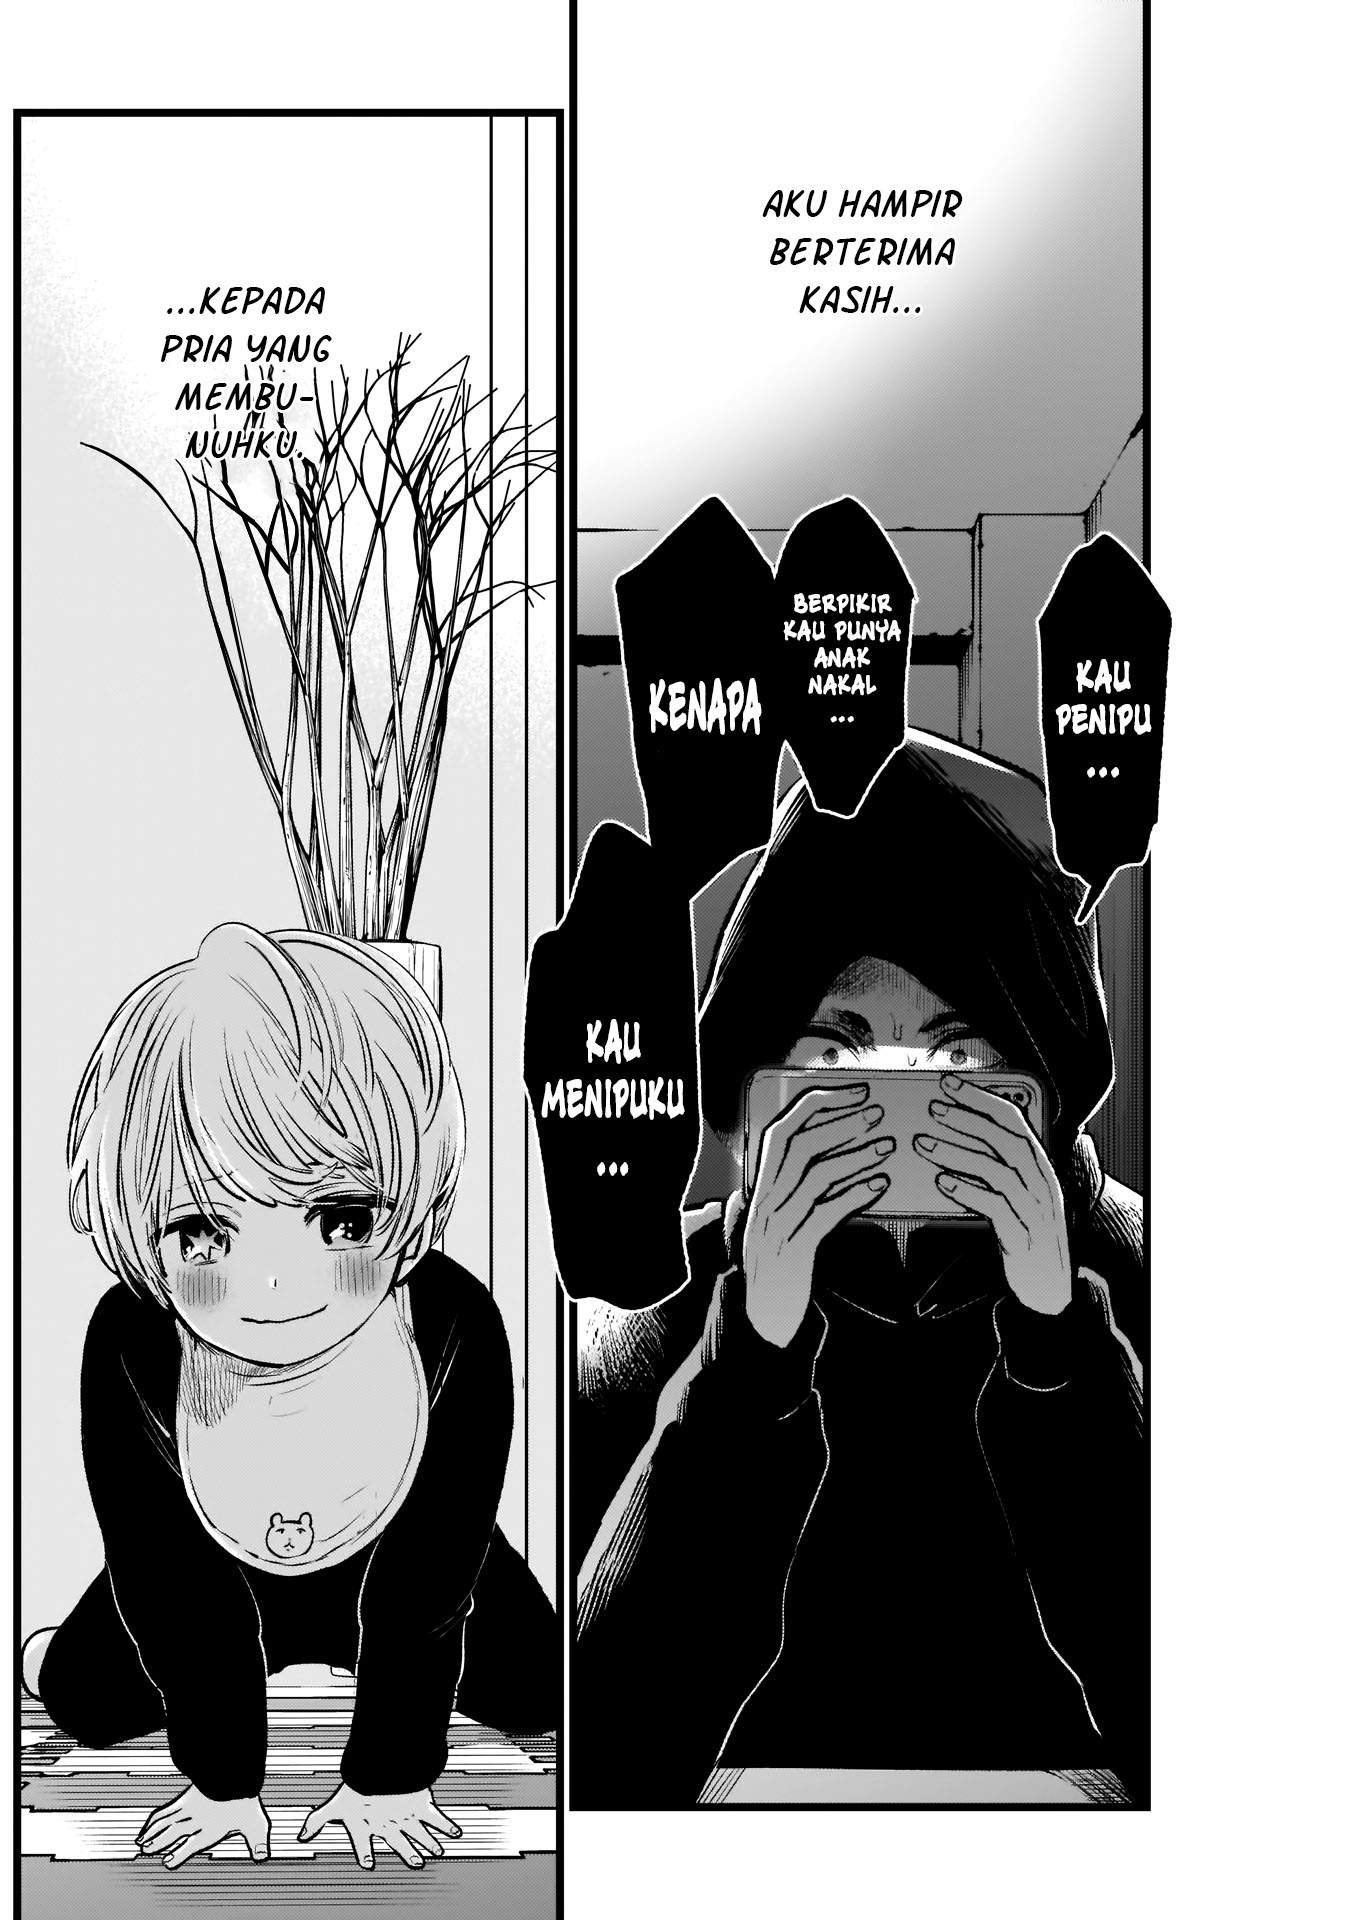 AKU HAMPIR
BERTERIMA
KASIH...
KAU
PENIPU
...
BERPIKIR
KAU PUNYA
ANAK
NAKAL
...
KENAPA
KAU
MENIPUKU
...
...KEPADA
PRIA YANG
MEMBU-
NUHKU.